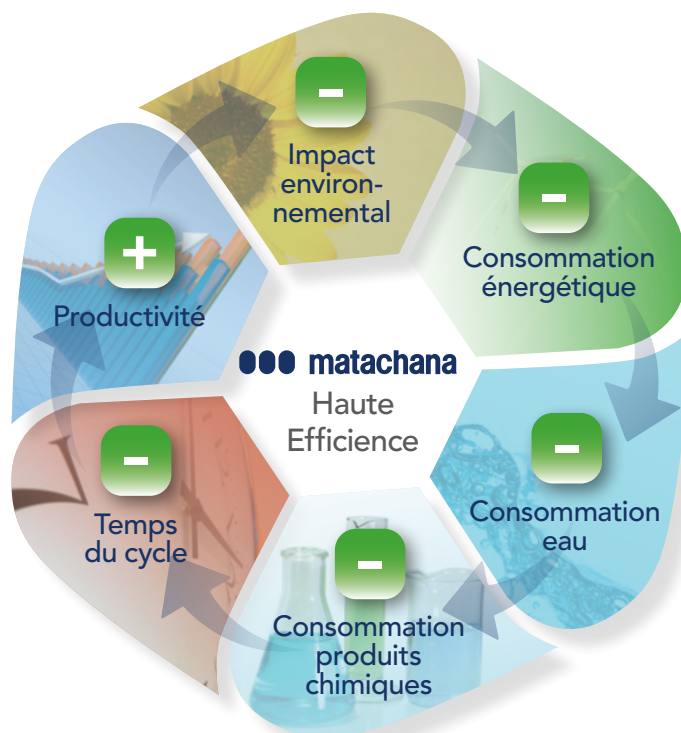 -
Impact
environ-
nemental
-
Consommation
énergétique
+
Productivité
matachana
Haute
Efficience
-
Consommation
eau
-
Temps
du cycle
-
Consommation
produits
chimiques